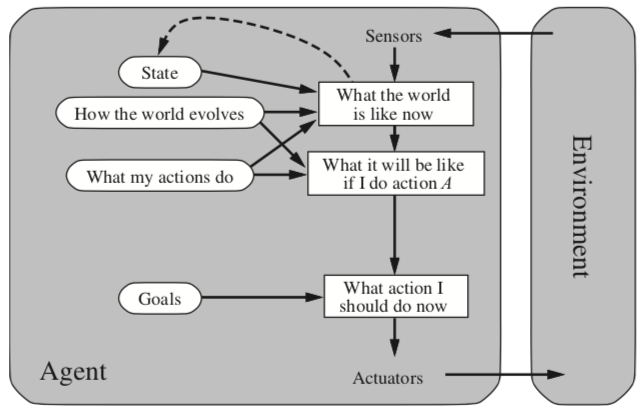 Sensors
State
What the world
is like now
How the world evolves
What it will be like
if I do action A
What my actions do
Environment
What action I
should do now
Goals
Agent
Actuators